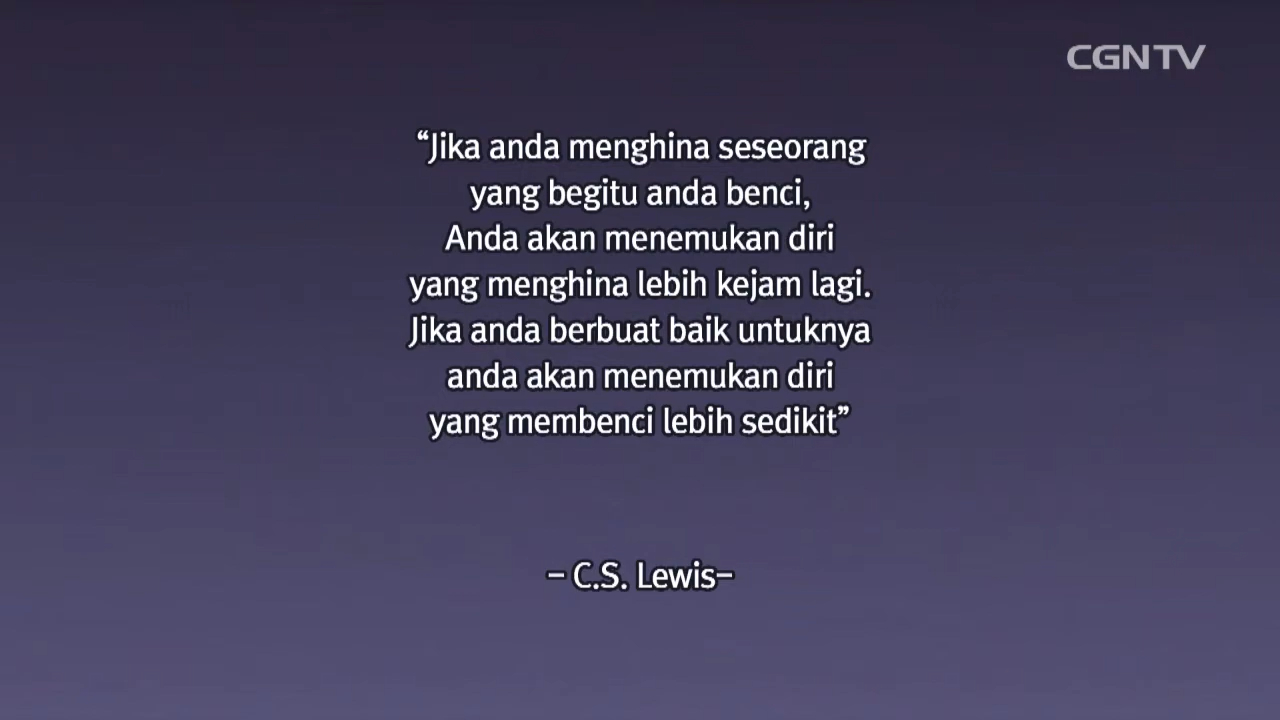 CGNTV
“Jika anda menghina seseorang
yang begitu anda benci,
Anda akan menemukan diri
yang menghina lebih kejam lagi.
Jika anda berbuat baik untuknya
anda akan menemukan diri
yang membenci lebih sedikit”
– C.S. Lewis–